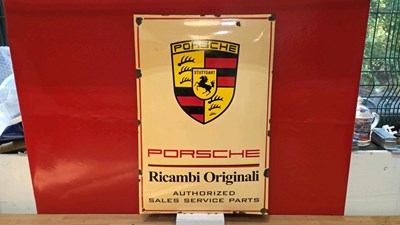 PORSCHE
STUTTGART
PORSCHE
Ricambi Originali
AUTHORIZED
SALES SERVICE PARTS